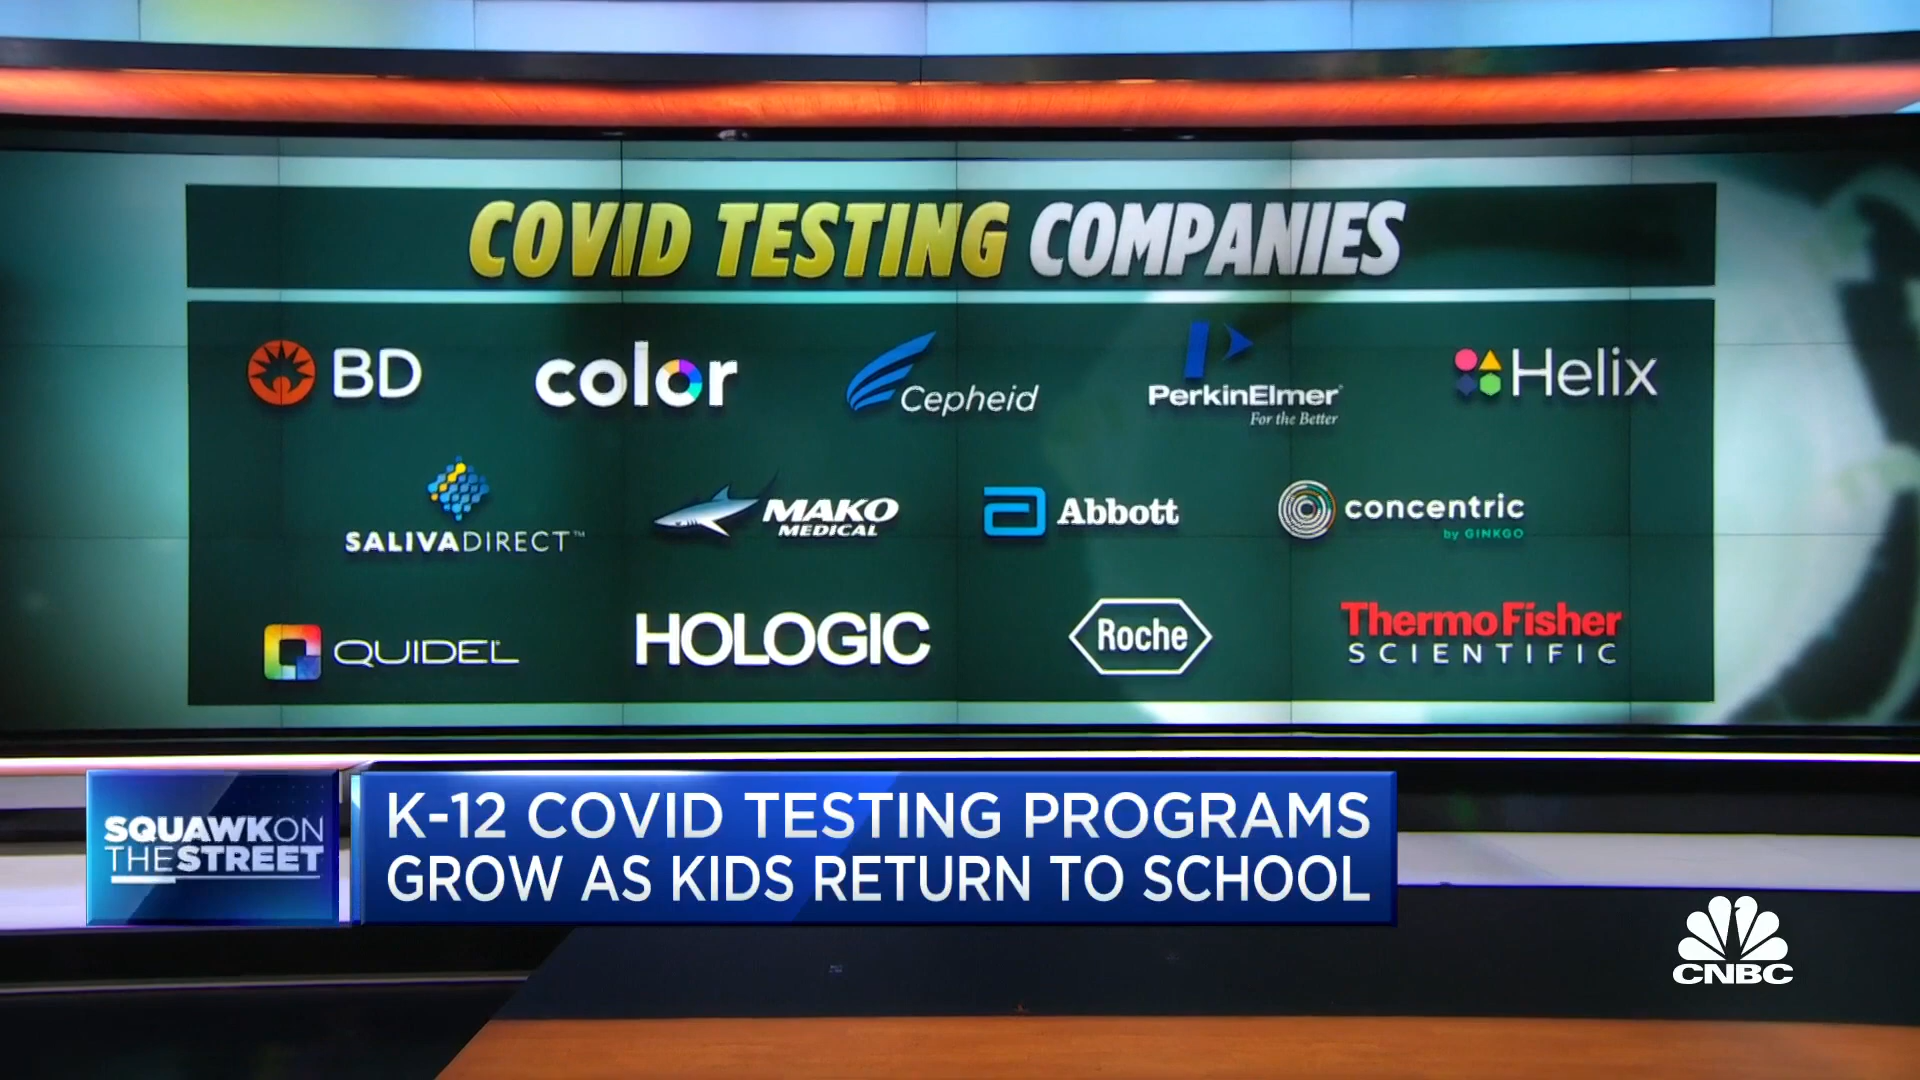 COVID TESTING COMPANIES
BD
color
Cepheid
PerkinElmer
For the Better
Helix
SALIVADIRECT™
MAKO
MEDICAL
Abbott
concentric
by GINKGO
QUIDEL
HOLOGIC
Roche
ThermoFisher
SCIENTIFIC
SQUAWK ON
THE STREET
K-12 COVID TESTING PROGRAMS
GROW AS KIDS RETURN TO SCHOOL
CNBC